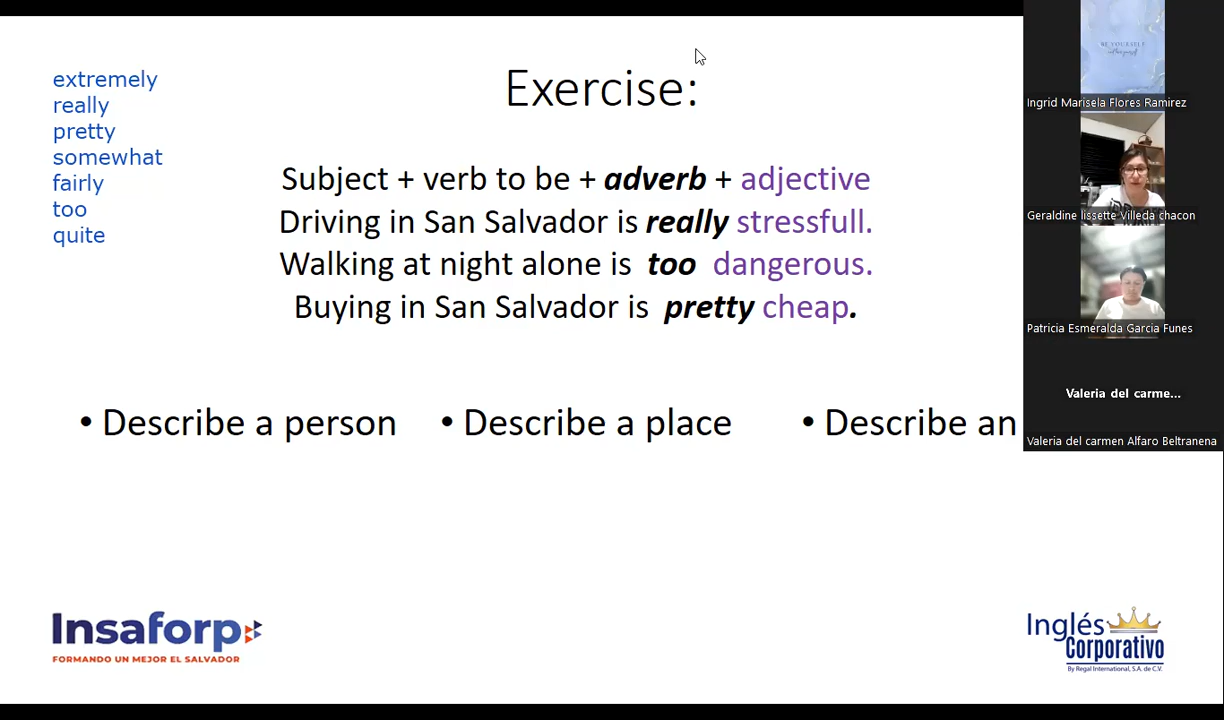 extremely
really
pretty
somewhat
fairly
too
quite
Exercise:
Subject + verb to be + adverb + adjective
Driving in San Salvador is really stressfull.
Walking at night alone is too dangerous.
Buying in San Salvador is pretty cheap.
• Describe a person
• Describe a place
• Describe an
Insaforp
FORMANDO UN MEJOR EL SALVADOR
Inglés
Corporativo
By Regal International, S.A. de C.V.
BE YOURSELF
Ingrid Marisela Flores Ramirez
Geraldine lissette Villeda chacon
Patricia Esmeralda Garcia Funes
Valeria del carme...
Valeria del carmen Alfaro Beltranena